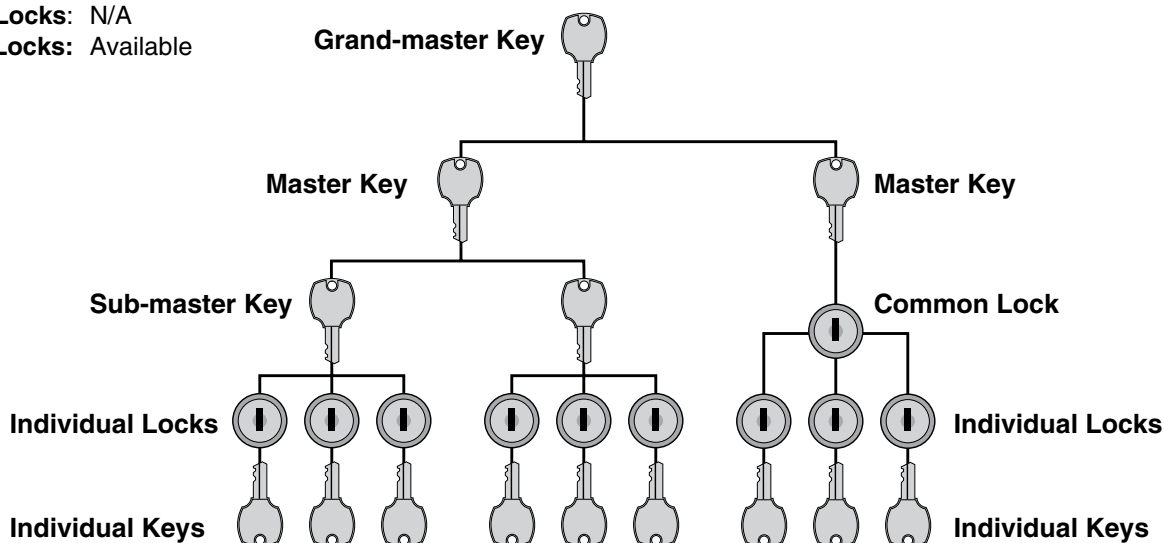 Locks: N/A
Locks: Available
Grand-master Key
Master Key
Master Key
Sub-master Key
Common Lock
Individual Locks
Individual Locks
Individual Keys
Individual Keys